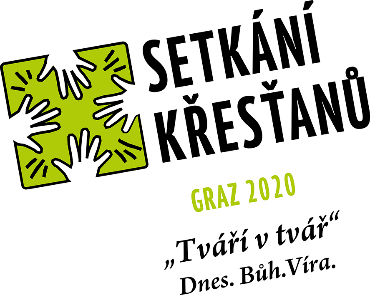 SETKÁNÍ
KŘESŤANŮ
GRAZ 2020
„Tváří v tvář“
Dnes. Bůh.Víra.